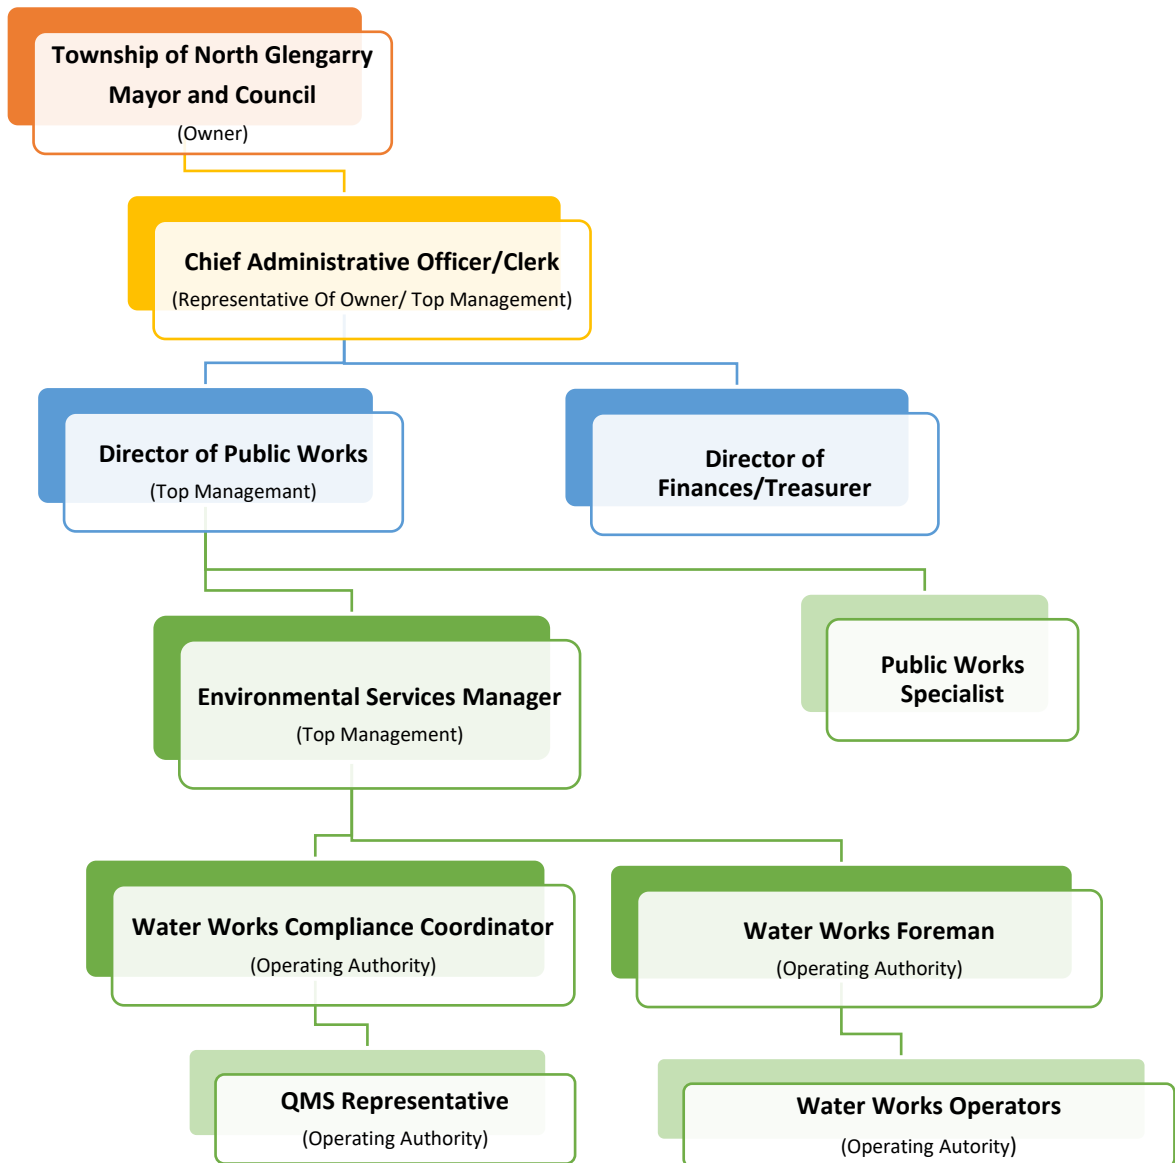 Township of North Glengarry
Mayor and Council
(Owner)
Chief Administrative Officer/Clerk
(Representative Of Owner/ Top Management)
Director of Public Works
(Top Managemant)
Director of
Finances/Treasurer
Environmental Services Manager
(Top Management)
Public Works
Specialist
Water Works Compliance Coordinator
(Operating Authority)
Water Works Foreman
(Operating Authority)
QMS Representative
(Operating Authority)
Water Works Operators
(Operating Autority)